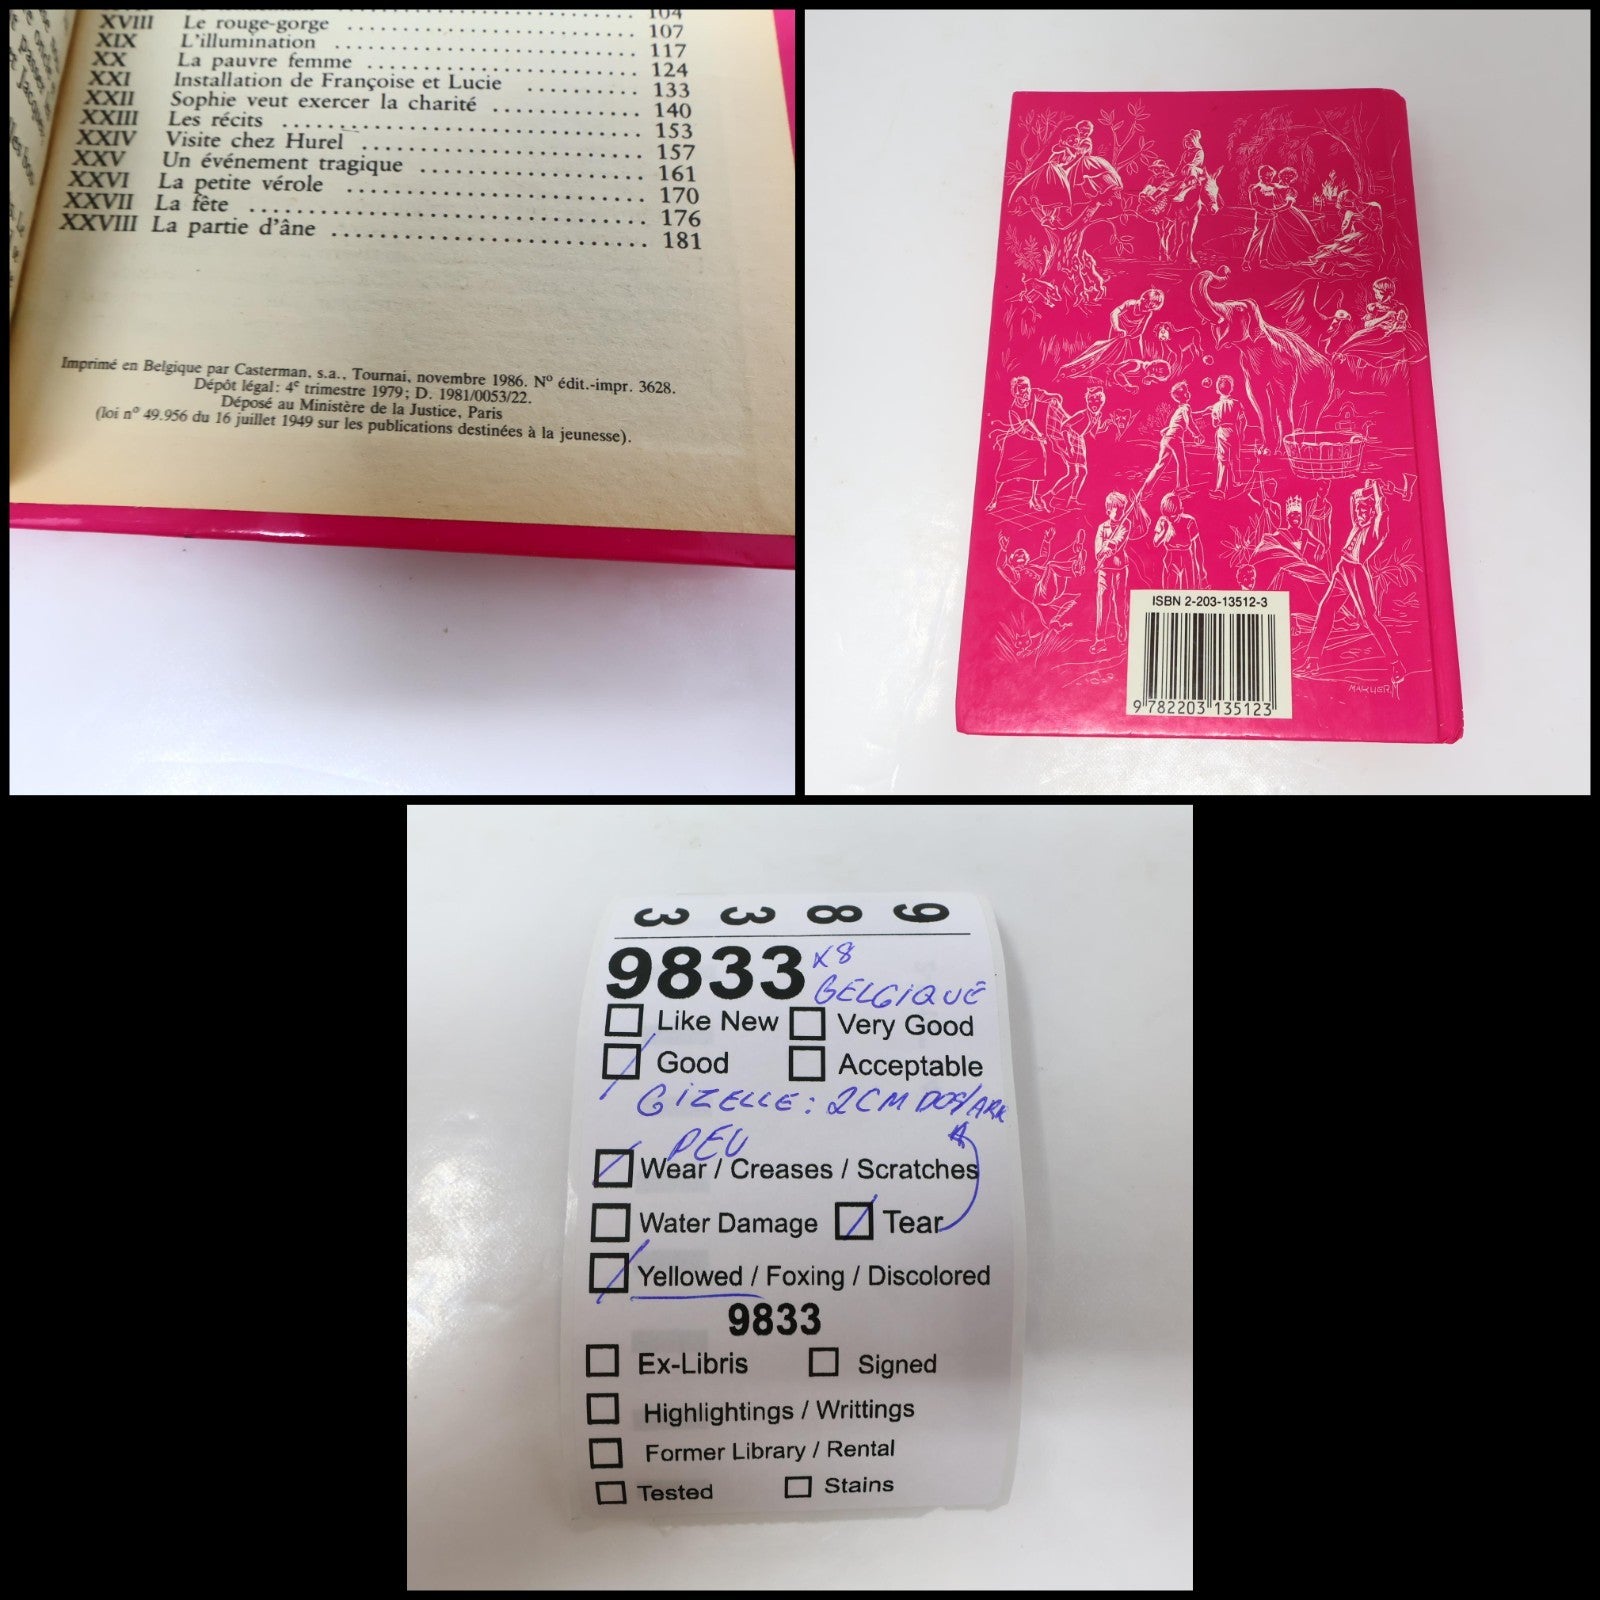 104
XVIII Le rouge-gorge 107
XIX L'illumination 117
XX La pauvre femme 124
XXI Installation de Françoise et Lucie 133
XXII Sophie veut exercer la charité 140
XXIII Les récits 153
XXIV Visite chez Hurel 157
XXV Un événement tragique 161
XXVI La petite vérole 170
XXVII La fête 176
XXVIII La partie d'âne 181
Imprimé en Belgique par Casterman, s.a., Tournai, novembre 1986. N° édit.-impr. 3628.
Dépôt légal: 4e trimestre 1979; D. 1981/0053/22.
Déposé au Ministère de la Justice, Paris
(loi n° 49.956 du 16 juillet 1949 sur les publications destinées à la jeunesse).
ISBN 2-203-13512-3
9 782203 135123
9833
9833 x8
BELGIQUE
Like New Very Good
Good Acceptable
GIZELLE: 2CM DOS/ARR
PEU
Wear / Creases / Scratches
Water Damage Tear
Yellowed / Foxing / Discolored
9833
Ex-Libris Signed
Highlightings / Writtings
Former Library / Rental
Tested Stains